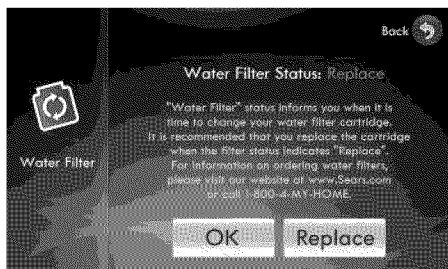 Back
Water Filter Status: Replace
"Water Filter" status informs you when it is
time to change your water filter cartridge.
It is recommended that you replace the cartridge
when the filter status indicates "Replace".
For information on ordering water filters,
please visit our website at www.Sears.com
or call 1-800-4-MY-HOME.
Water Filter
OK
Replace